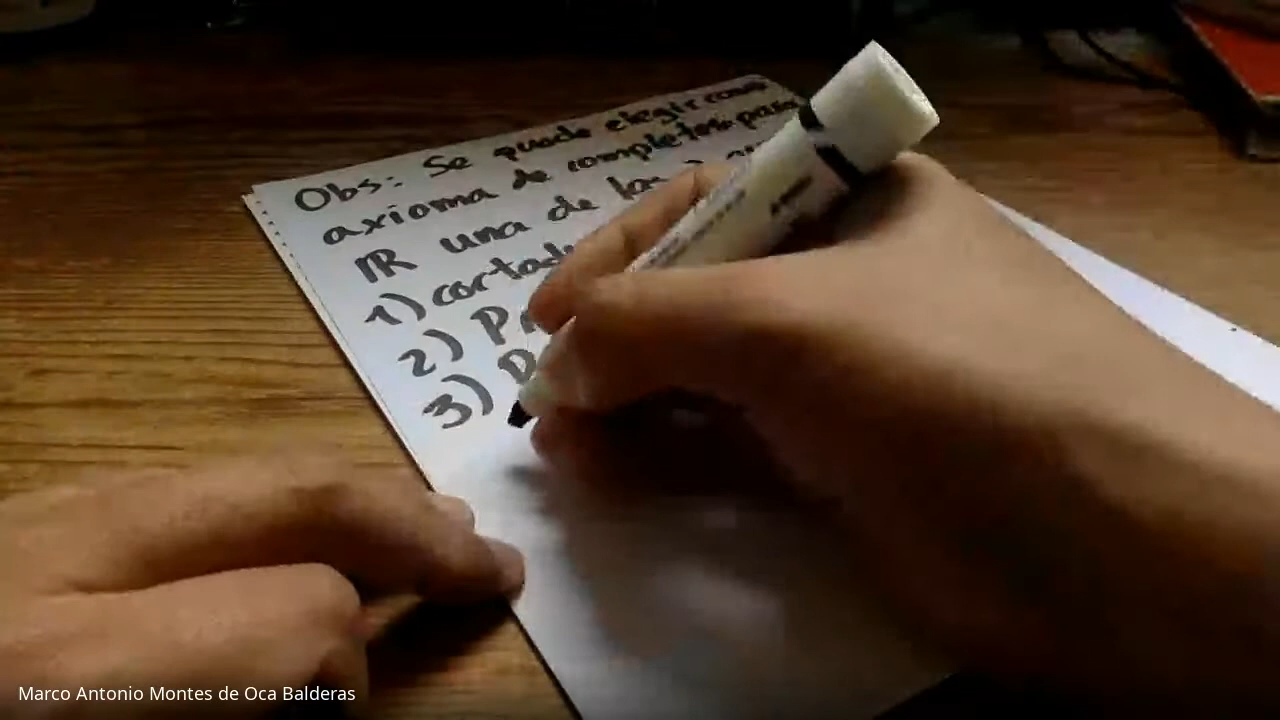 Obs: Se puede elegir como
axioma de completos para
IR una de las
1) cortad
2) P
3) D
Marco Antonio Montes de Oca Balderas